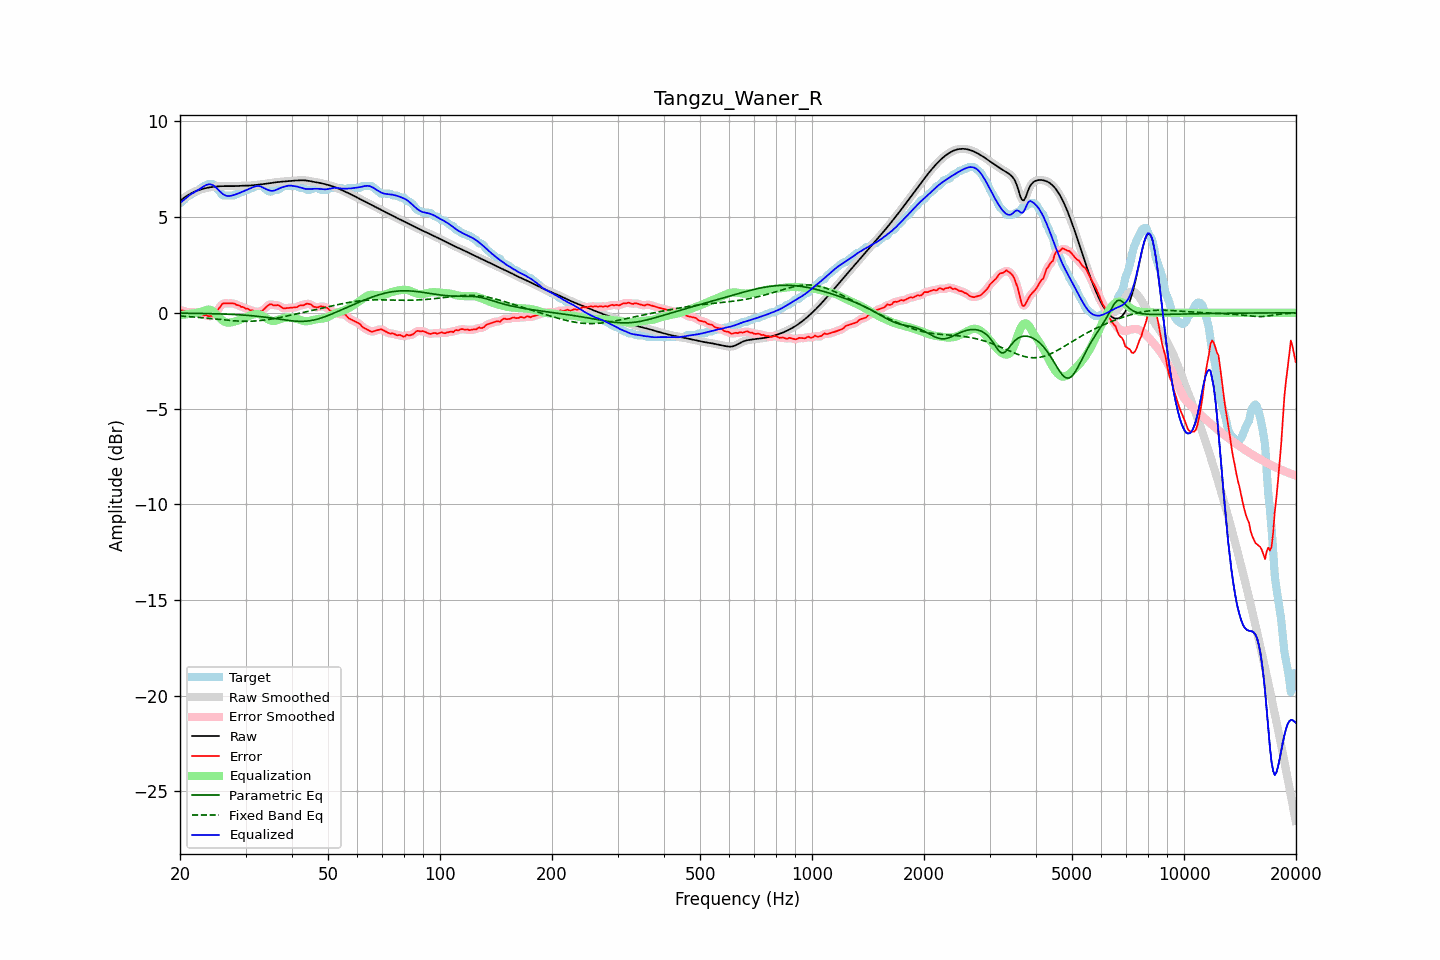 Tangzu_Waner_R
10
5
0
−5
−10
−15
−20
−25
Amplitude (dBr)
Target
Raw Smoothed
Error Smoothed
Raw
Error
Equalization
Parametric Eq
Fixed Band Eq
Equalized
20 50 100 200 500 1000 2000 5000 10000 20000
Frequency (Hz)